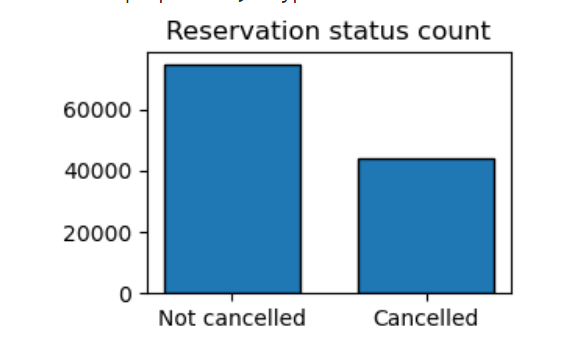 Reservation status count
60000
40000
20000
0
Not cancelled
Cancelled